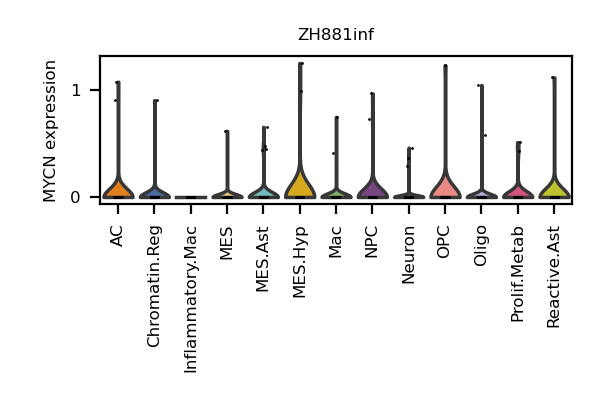 ZH881inf
MYCN expression
1
0
AC
Chromatin.Reg
Inflammatory.Mac
MES
MES.Ast
MES.Hyp
Mac
NPC
Neuron
OPC
Oligo
Prolif.Metab
Reactive.Ast